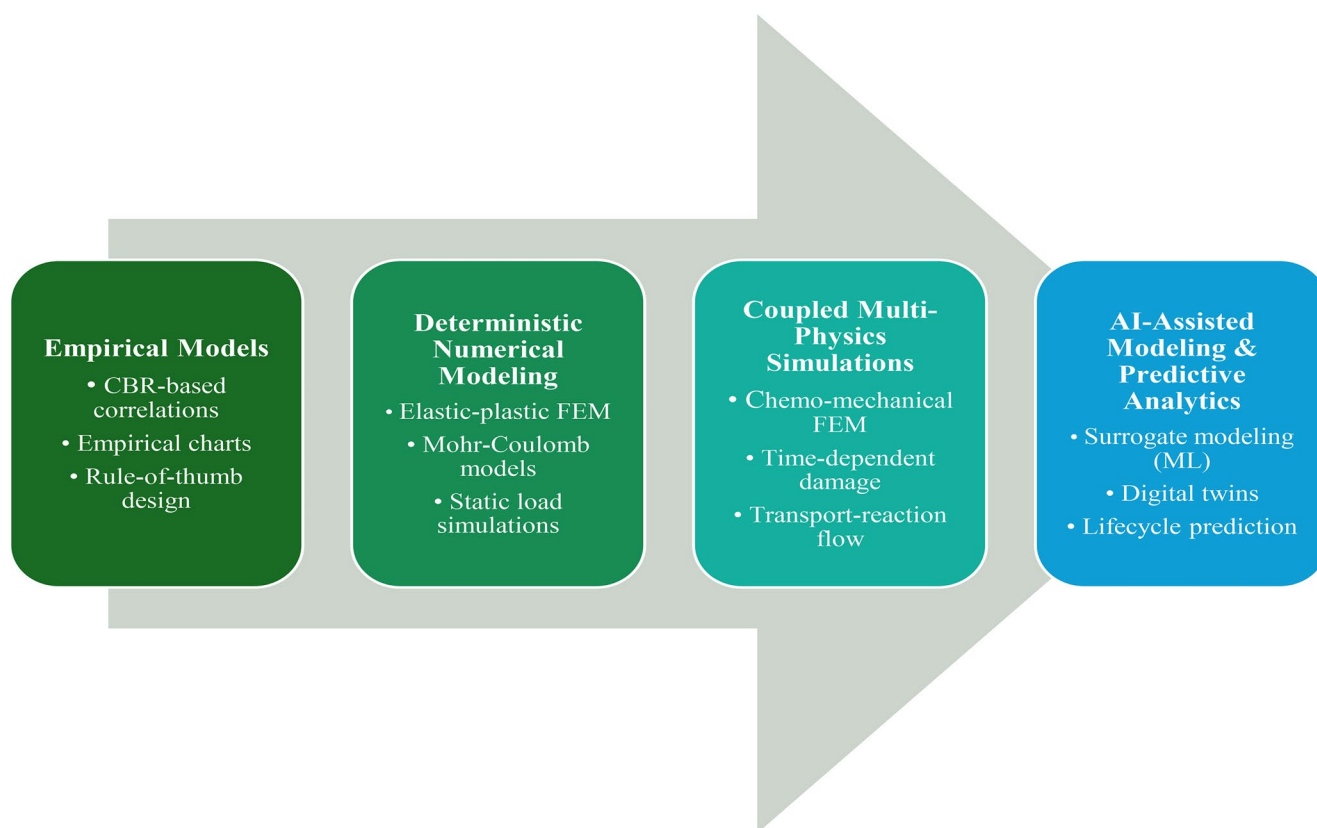 Empirical Models
• CBR-based
correlations
• Empirical charts
• Rule-of-thumb
design
Deterministic
Numerical
Modeling
• Elastic-plastic FEM
• Mohr-Coulomb
models
• Static load
simulations
Coupled Multi-
Physics
Simulations
• Chemo-mechanical
FEM
• Time-dependent
damage
• Transport-reaction
flow
AI-Assisted
Modeling &
Predictive
Analytics
• Surrogate modeling
(ML)
• Digital twins
• Lifecycle prediction